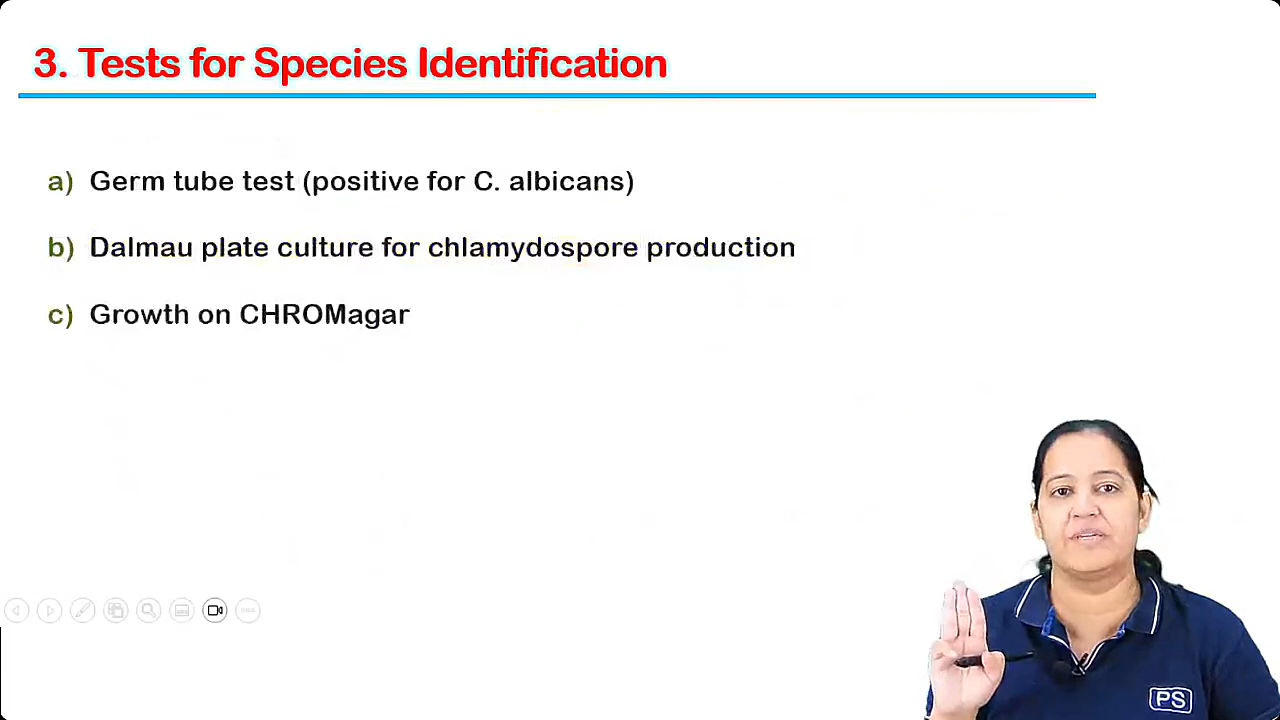 3. Tests for Species Identification
a) Germ tube test (positive for C. albicans)
b) Dalmau plate culture for chlamydospore production
c) Growth on CHROMagar
PS